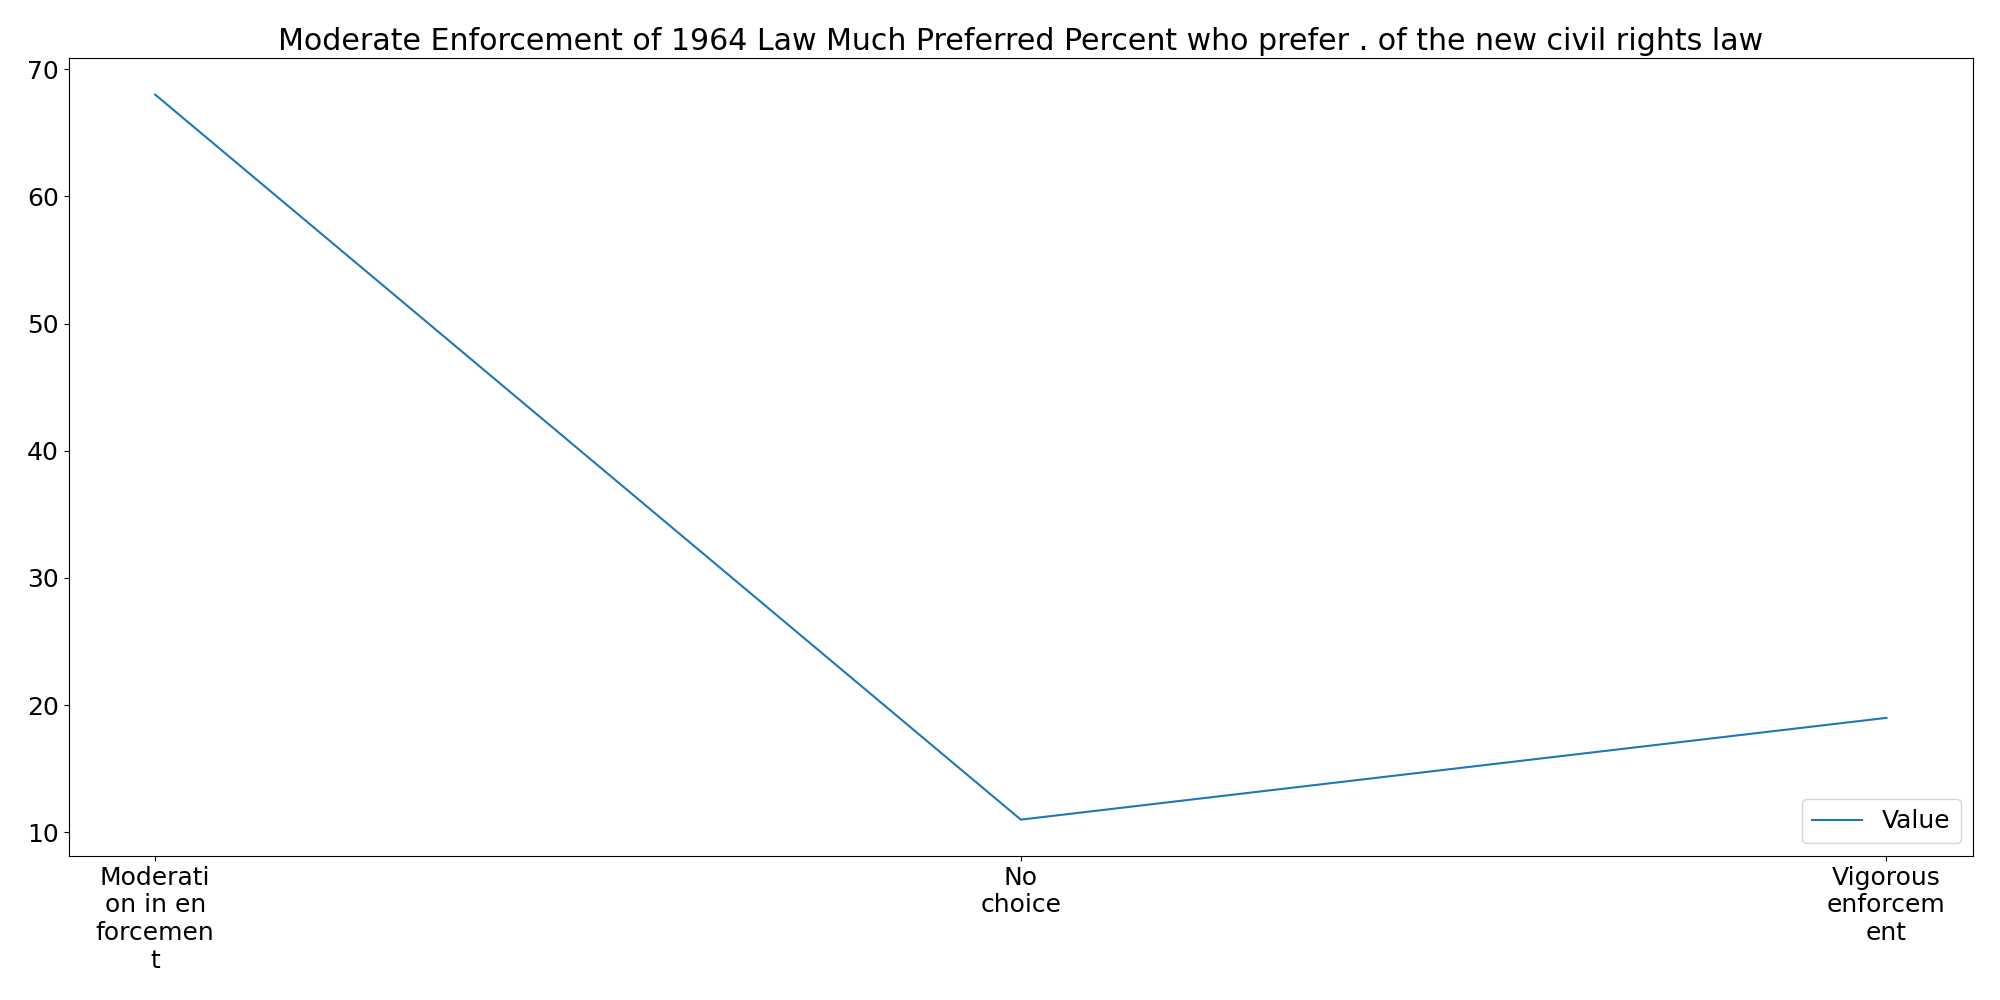 Moderate Enforcement of 1964 Law Much Preferred Percent who prefer . of the new civil rights law
70
60
50
40
30
20
10
Value
Moderati
on in en
forcemen
t
No
choice
Vigorous
enforcem
ent